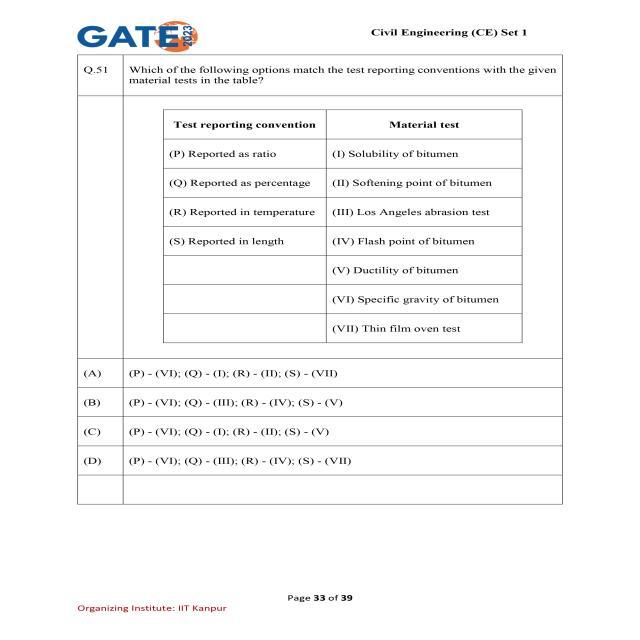 GATE 2023
Civil Engineering (CE) Set 1
Q.51
Which of the following options match the test reporting conventions with the given
material tests in the table?
Test reporting convention
Material test
(P) Reported as ratio
(I) Solubility of bitumen
(Q) Reported as percentage
(II) Softening point of bitumen
(R) Reported in temperature
(III) Los Angeles abrasion test
(S) Reported in length
(IV) Flash point of bitumen
(V) Ductility of bitumen
(VI) Specific gravity of bitumen
(VII) Thin film oven test
(A)
(P) - (VI); (Q) - (I); (R) - (II); (S) - (VII)
(B)
(P) - (VI); (Q) - (III); (R) - (IV); (S) - (V)
(C)
(P) - (VI); (Q) - (I); (R) - (II); (S) - (V)
(D)
(P) - (VI); (Q) - (III); (R) - (IV); (S) - (VII)
Page 33 of 39
Organizing Institute: IIT Kanpur